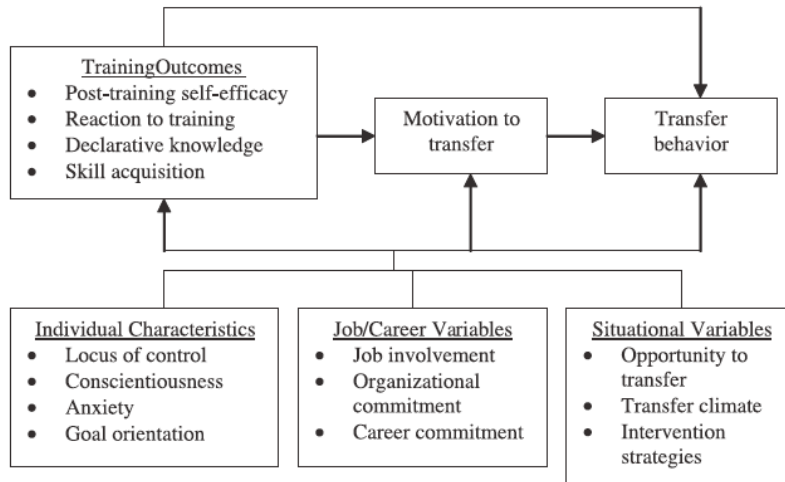 TrainingOutcomes
• Post-training self-efficacy
• Reaction to training
• Declarative knowledge
• Skill acquisition
Motivation to
transfer
Transfer
behavior
Individual Characteristics
• Locus of control
• Conscientiousness
• Anxiety
• Goal orientation
Job/Career Variables
• Job involvement
• Organizational
commitment
• Career commitment
Situational Variables
• Opportunity to
transfer
• Transfer climate
• Intervention
strategies